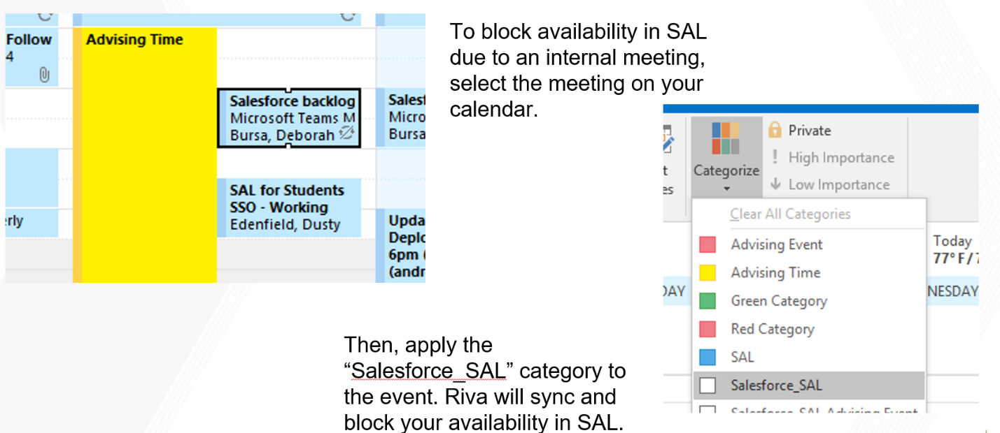 Follow
4
erly
Advising Time
Salesforce backlog
Microsoft Teams M
Bursa, Deborah
SAL for Students
SSO - Working
Edenfield, Dusty
Salesf
Micro
Bursa
Upda
Deplo
6pm (
(andr
To block availability in SAL
due to an internal meeting,
select the meeting on your
calendar.
t
es
Categorize
Private
High Importance
Low Importance
Clear All Categories
Advising Event
Advising Time
Green Category
Red Category
SAL
Salesforce_SAL
Salesforce SAL Advising Event
Today
77° F / 7
DAY
NESDAY
Then, apply the
“Salesforce_SAL” category to
the event. Riva will sync and
block your availability in SAL.